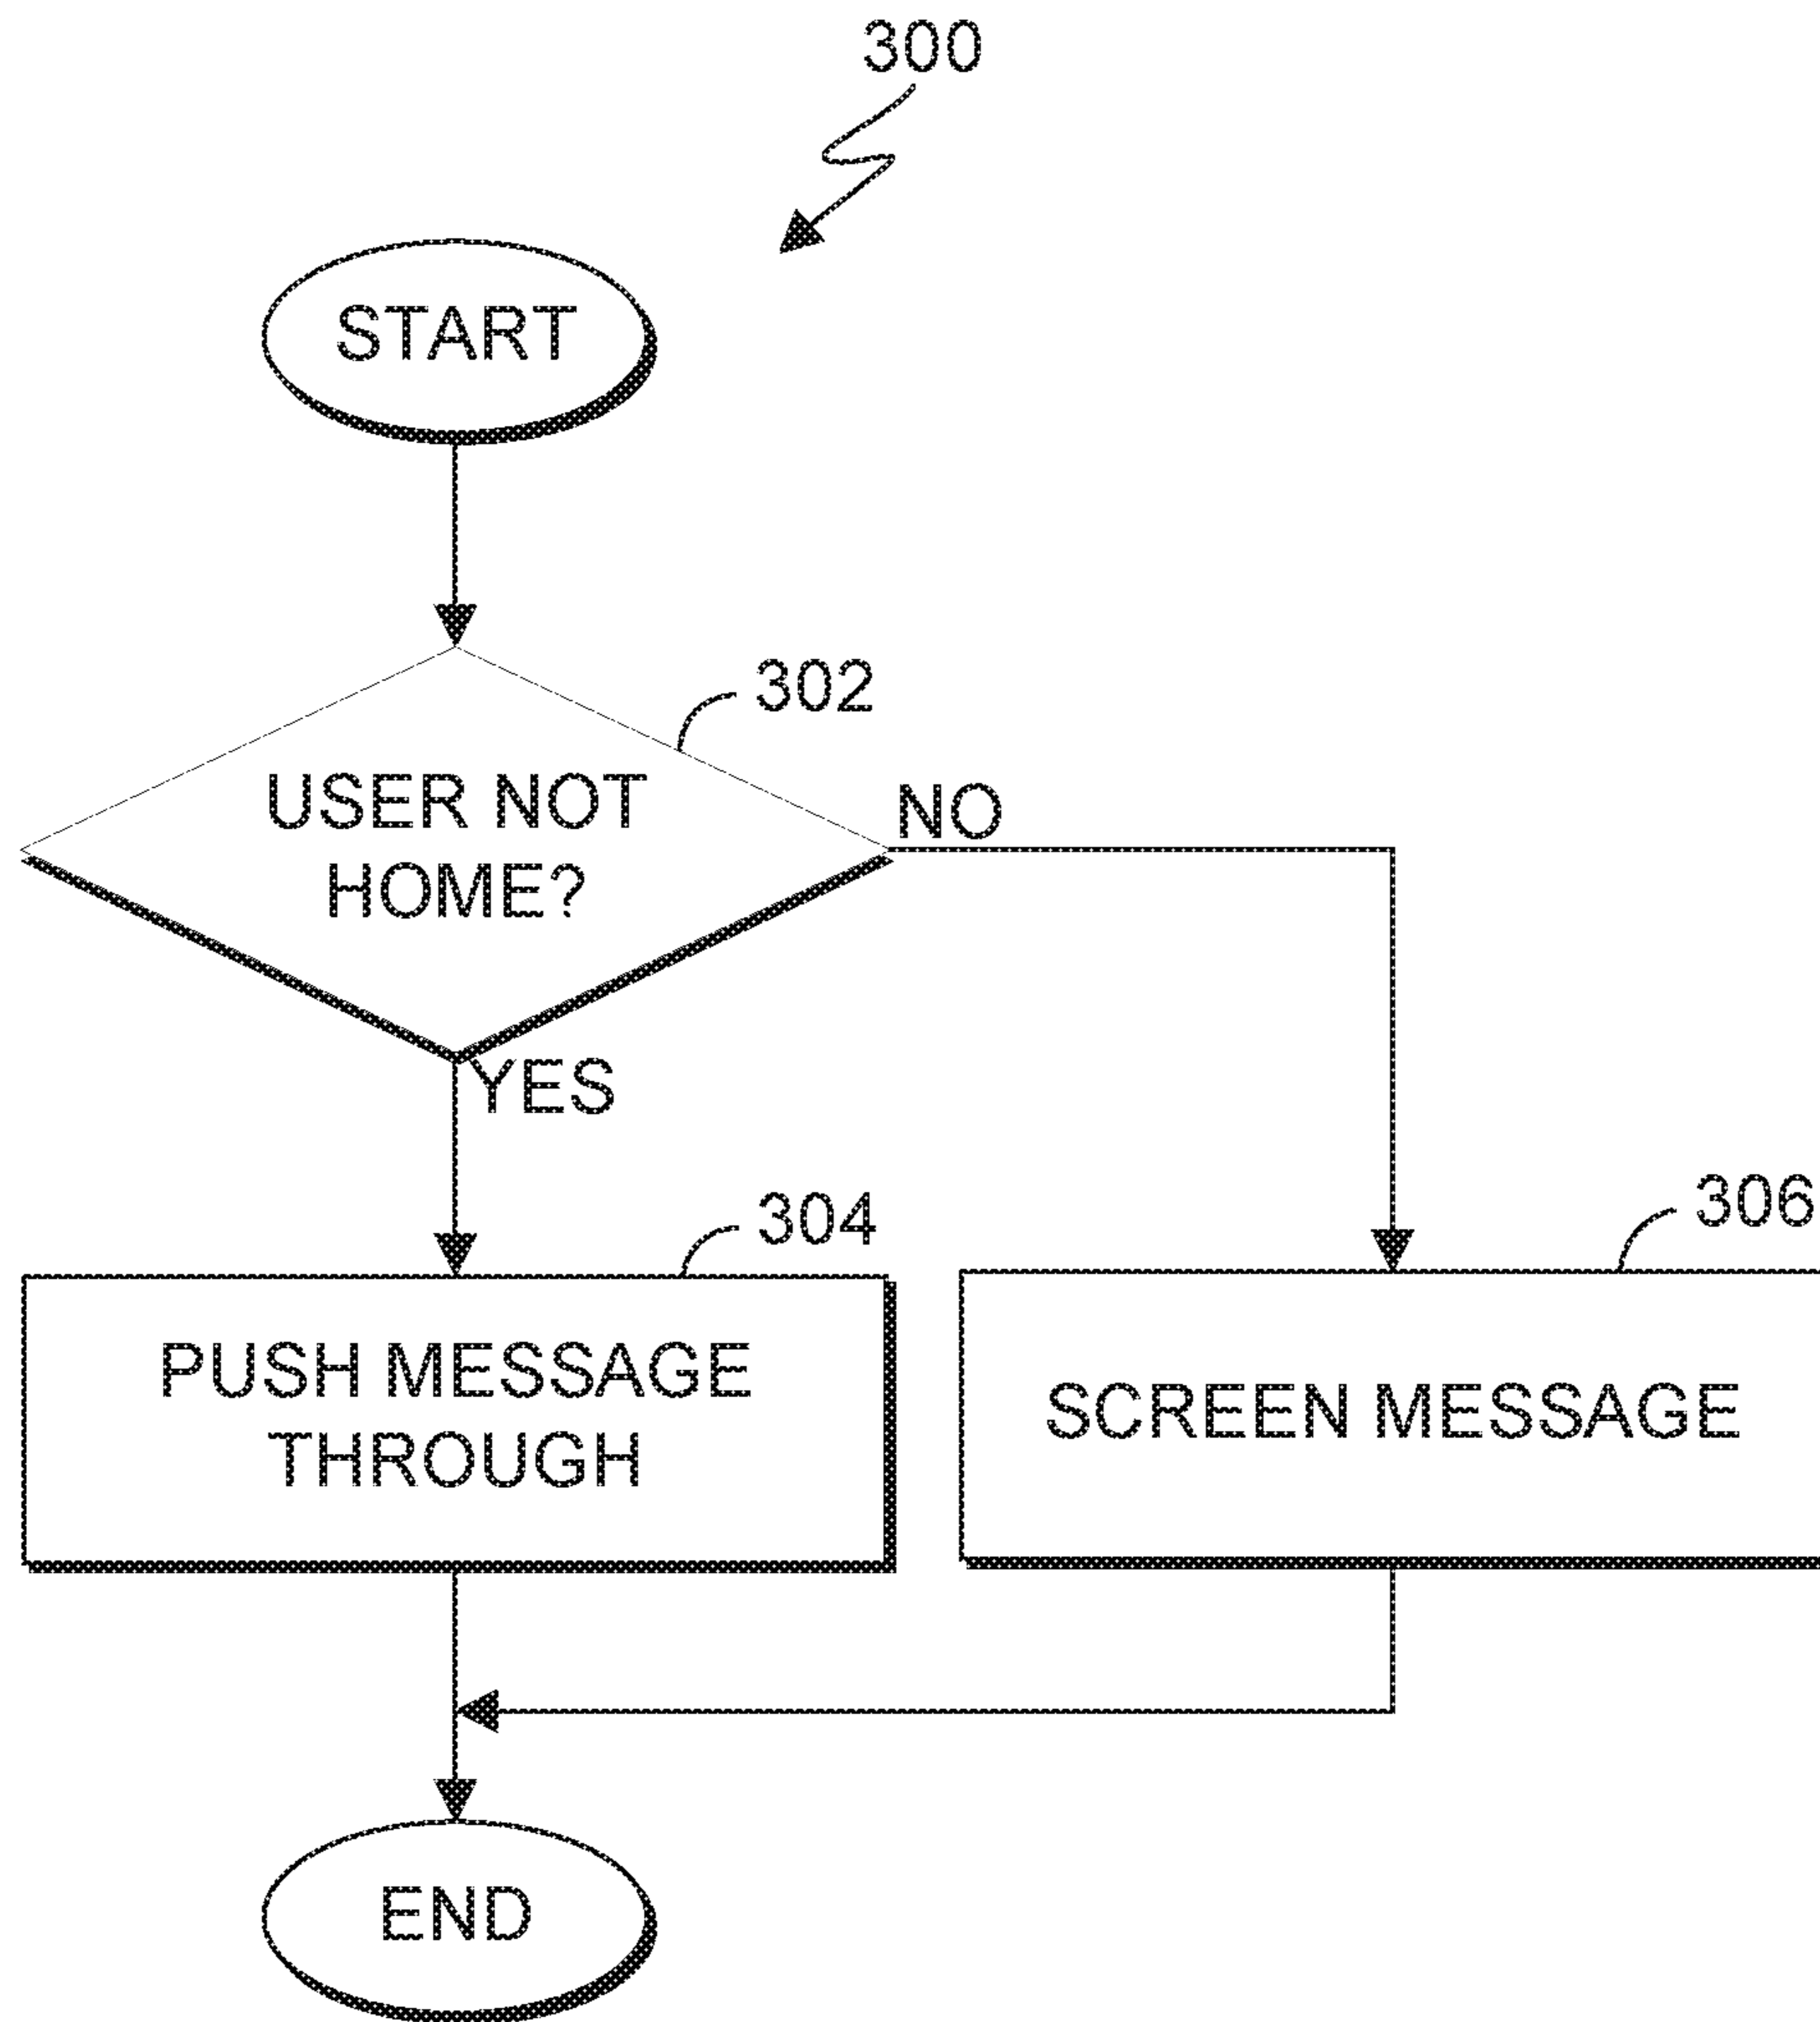 300
START
302
USER NOT
HOME?
NO
YES
304
306
PUSH MESSAGE
THROUGH
SCREEN MESSAGE
END